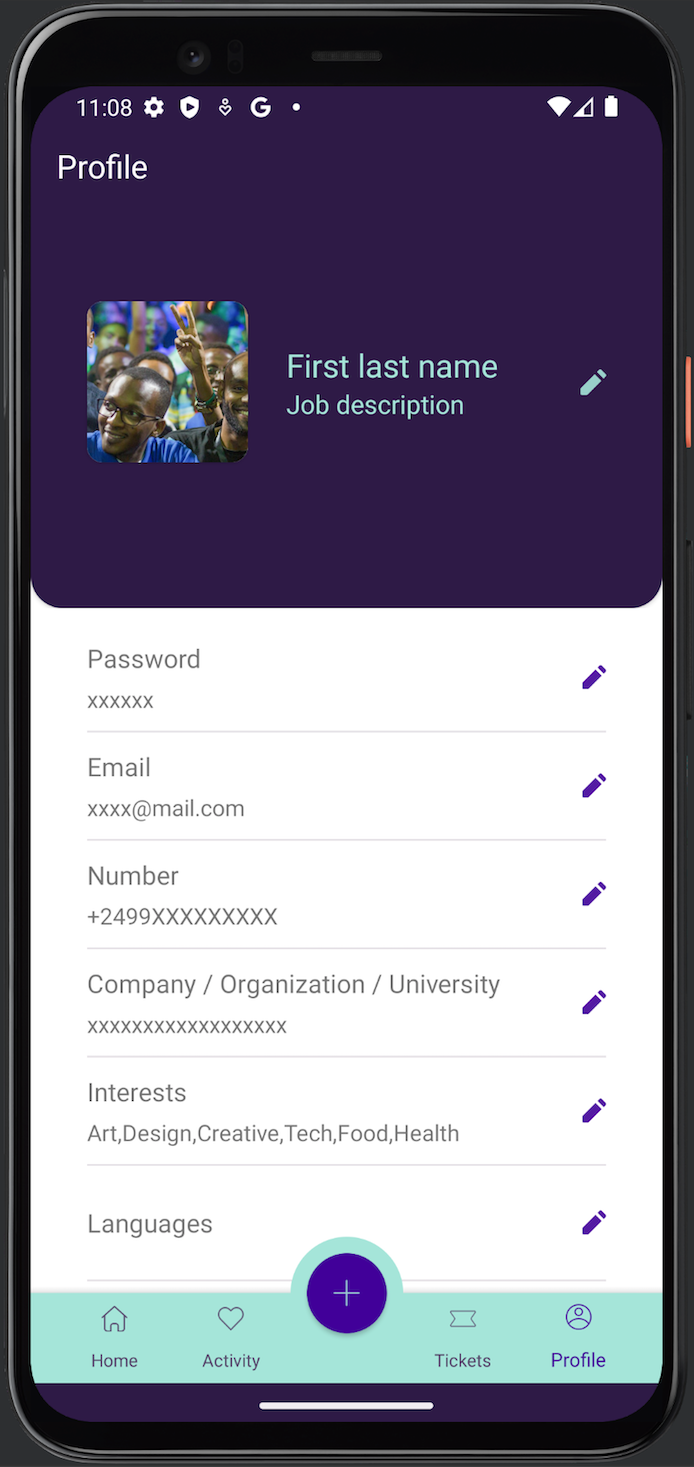 11:08
Profile
First last name
Job description
Password
xxxxxx
Email
xxxx@mail.com
Number
+2499XXXXXXXXX
Company / Organization / University
xxxxxxxxxxxxxxxxxx
Interests
Art,Design,Creative,Tech,Food,Health
Languages
Home Activity Tickets Profile